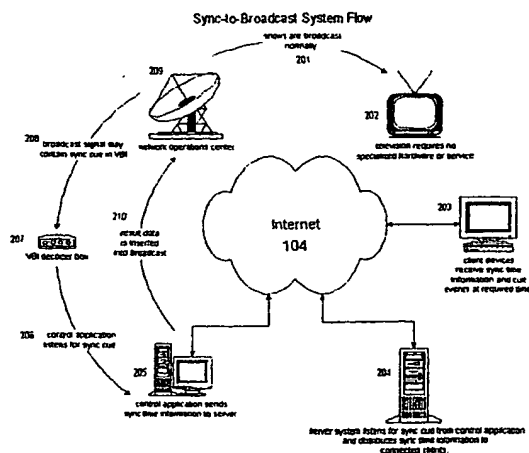 Sync-to-Broadcast System Flow
shows are broadcast
normally
201
209
202
network operations center
television requires no
specialized hardware or service
208
broadcast signal may
contain sync cue in VBI
210
result data
is inserted
into broadcast
Internet
104
203
client devices
receive sync time
information and cue
events at required time
207
VBI decoder box
206
control application
listens for sync cue
205
204
control application sends
sync time information to server
Server system listens for sync cue from control application
and distributes sync time information to
connected clients.